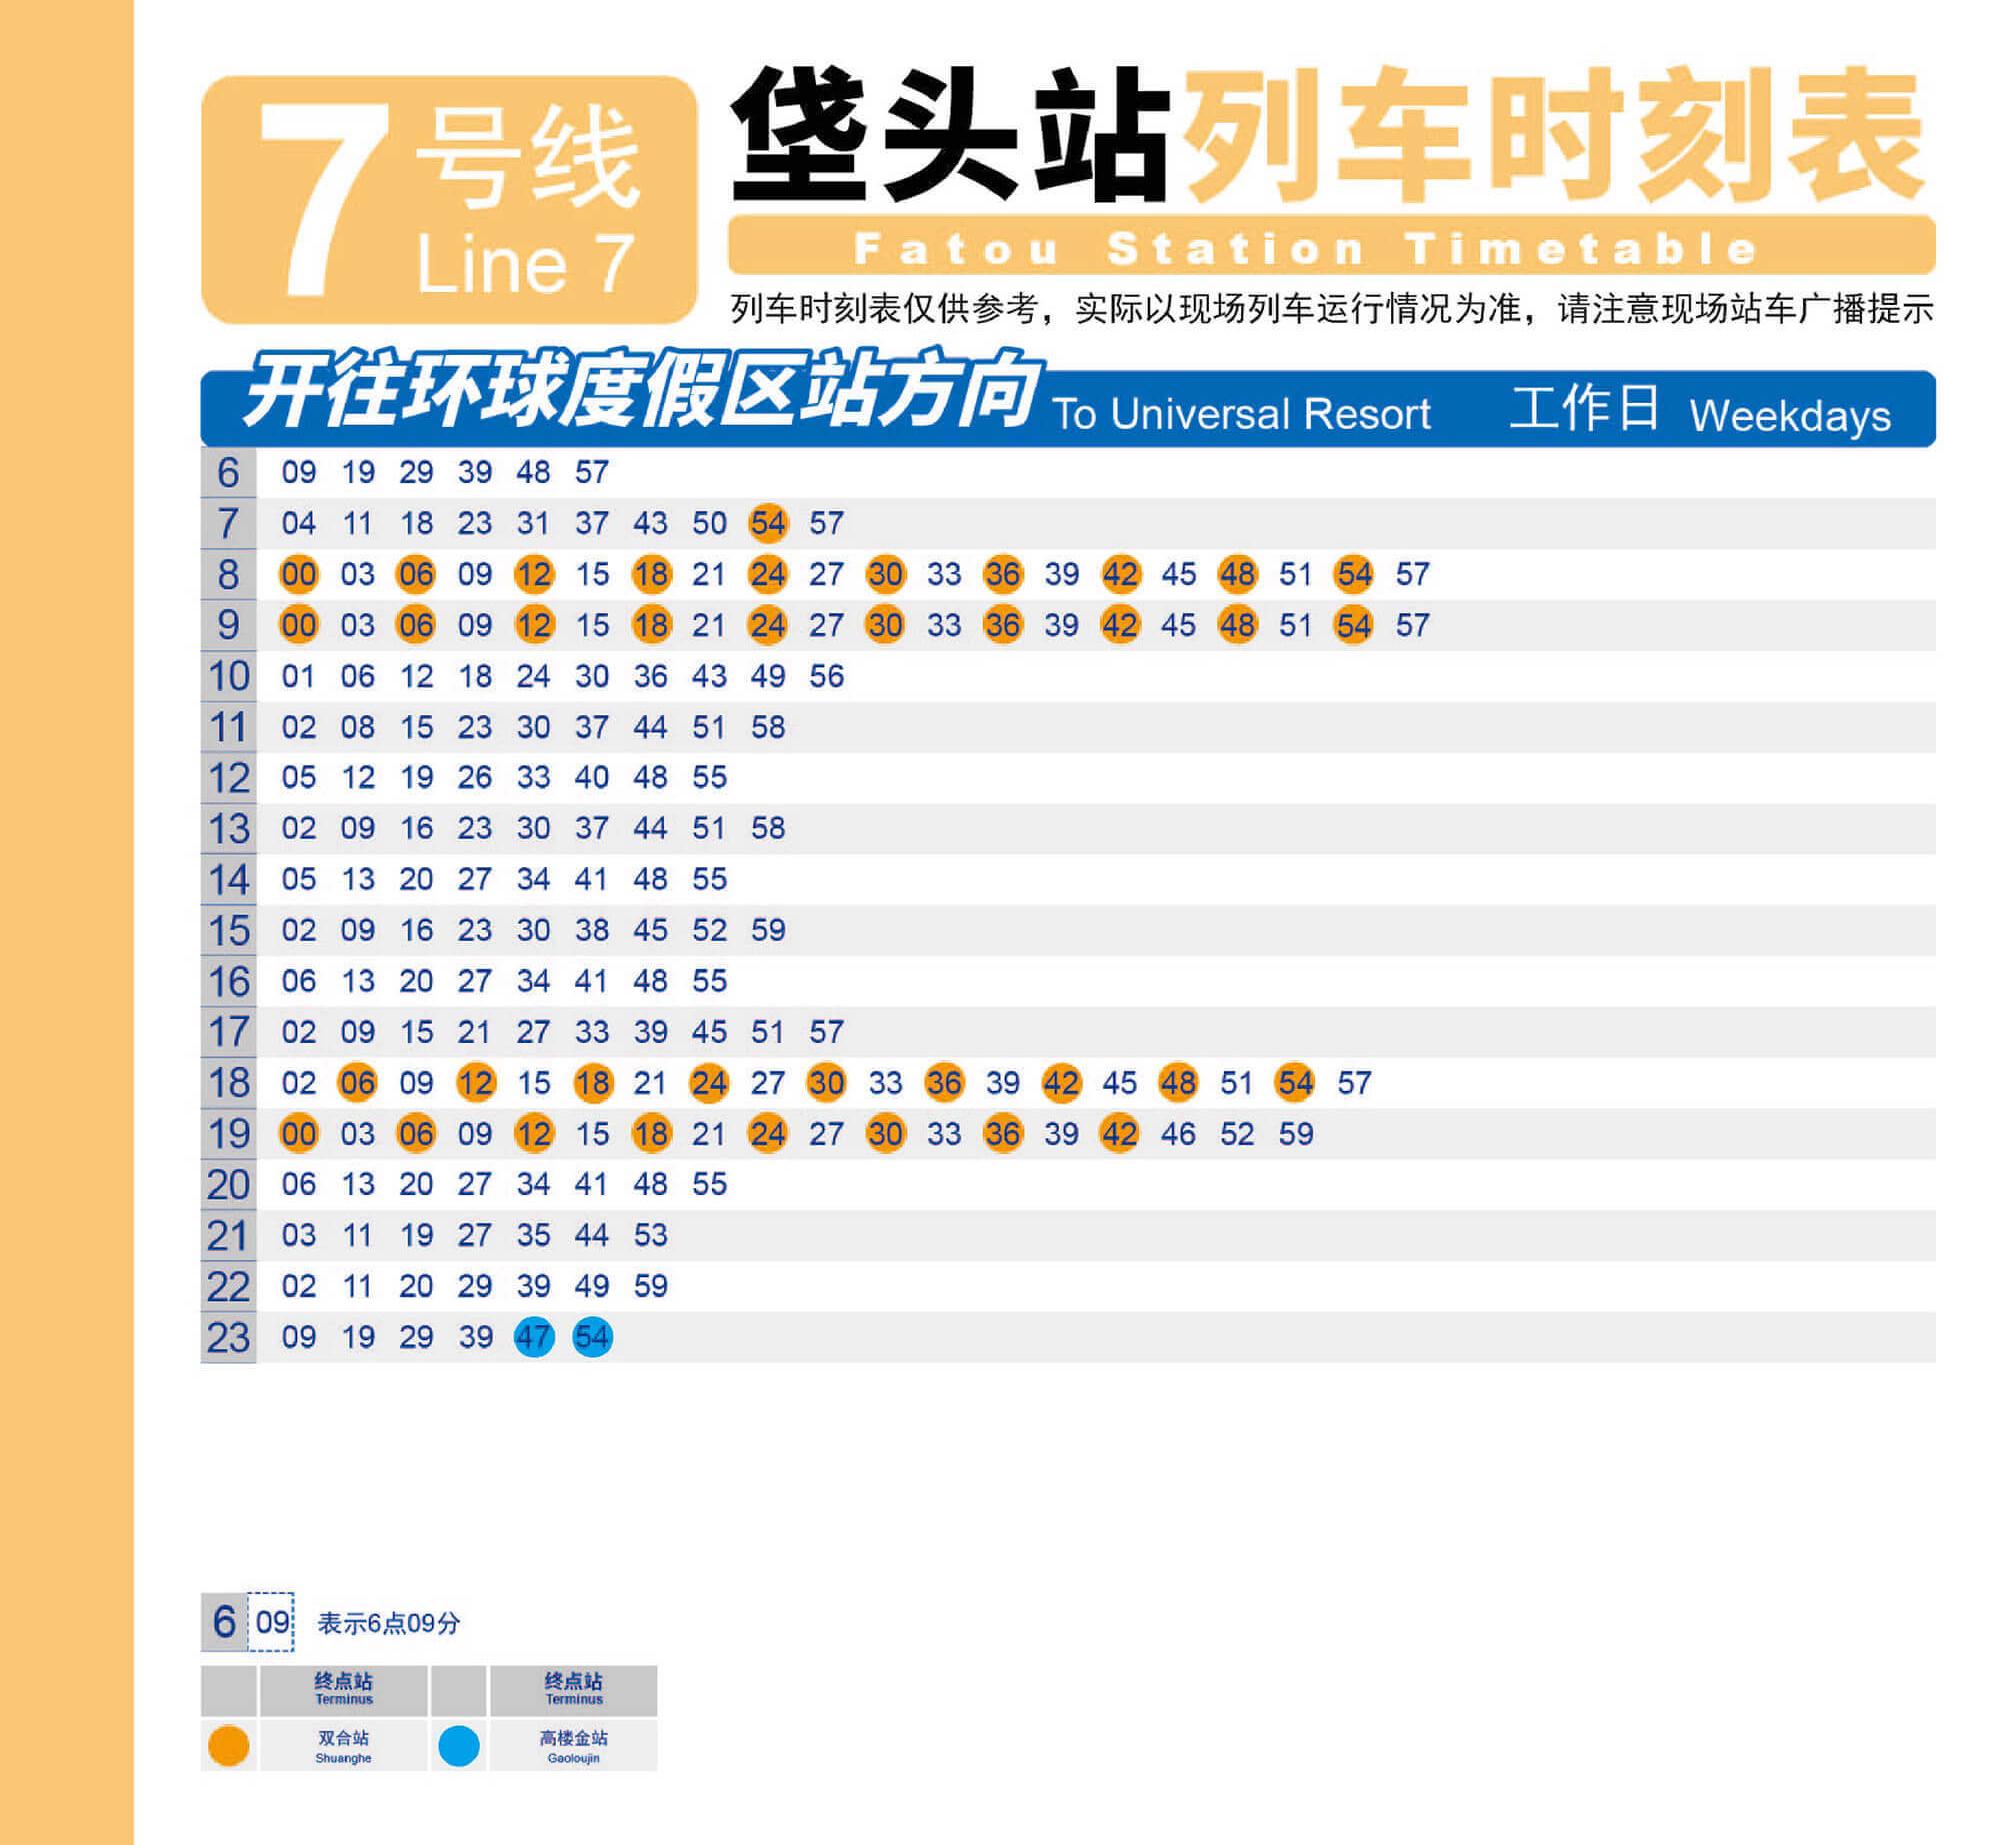 7 号线 Line 7
垡头站列车时刻表
Fatou Station Timetable
列车时刻表仅供参考，实际以现场列车运行情况为准，请注意现场站车广播提示
开往环球度假区站方向 To Universal Resort 工作日 Weekdays
6 09 19 29 39 48 57
7 04 11 18 23 31 37 43 50 54 57
8 00 03 06 09 12 15 18 21 24 27 30 33 36 39 42 45 48 51 54 57
9 00 03 06 09 12 15 18 21 24 27 30 33 36 39 42 45 48 51 54 57
10 01 06 12 18 24 30 36 43 49 56
11 02 08 15 23 30 37 44 51 58
12 05 12 19 26 33 40 48 55
13 02 09 16 23 30 37 44 51 58
14 05 13 20 27 34 41 48 55
15 02 09 16 23 30 38 45 52 59
16 06 13 20 27 34 41 48 55
17 02 09 15 21 27 33 39 45 51 57
18 02 06 09 12 15 18 21 24 27 30 33 36 39 42 45 48 51 54 57
19 00 03 06 09 12 15 18 21 24 27 30 33 36 39 42 46 52 59
20 06 13 20 27 34 41 48 55
21 03 11 19 27 35 44 53
22 02 11 20 29 39 49 59
23 09 19 29 39 47 54
6 09 表示6点09分
终点站 终点站
Terminus Terminus
双合站 高楼金站
Shuanghe Gaoloujin